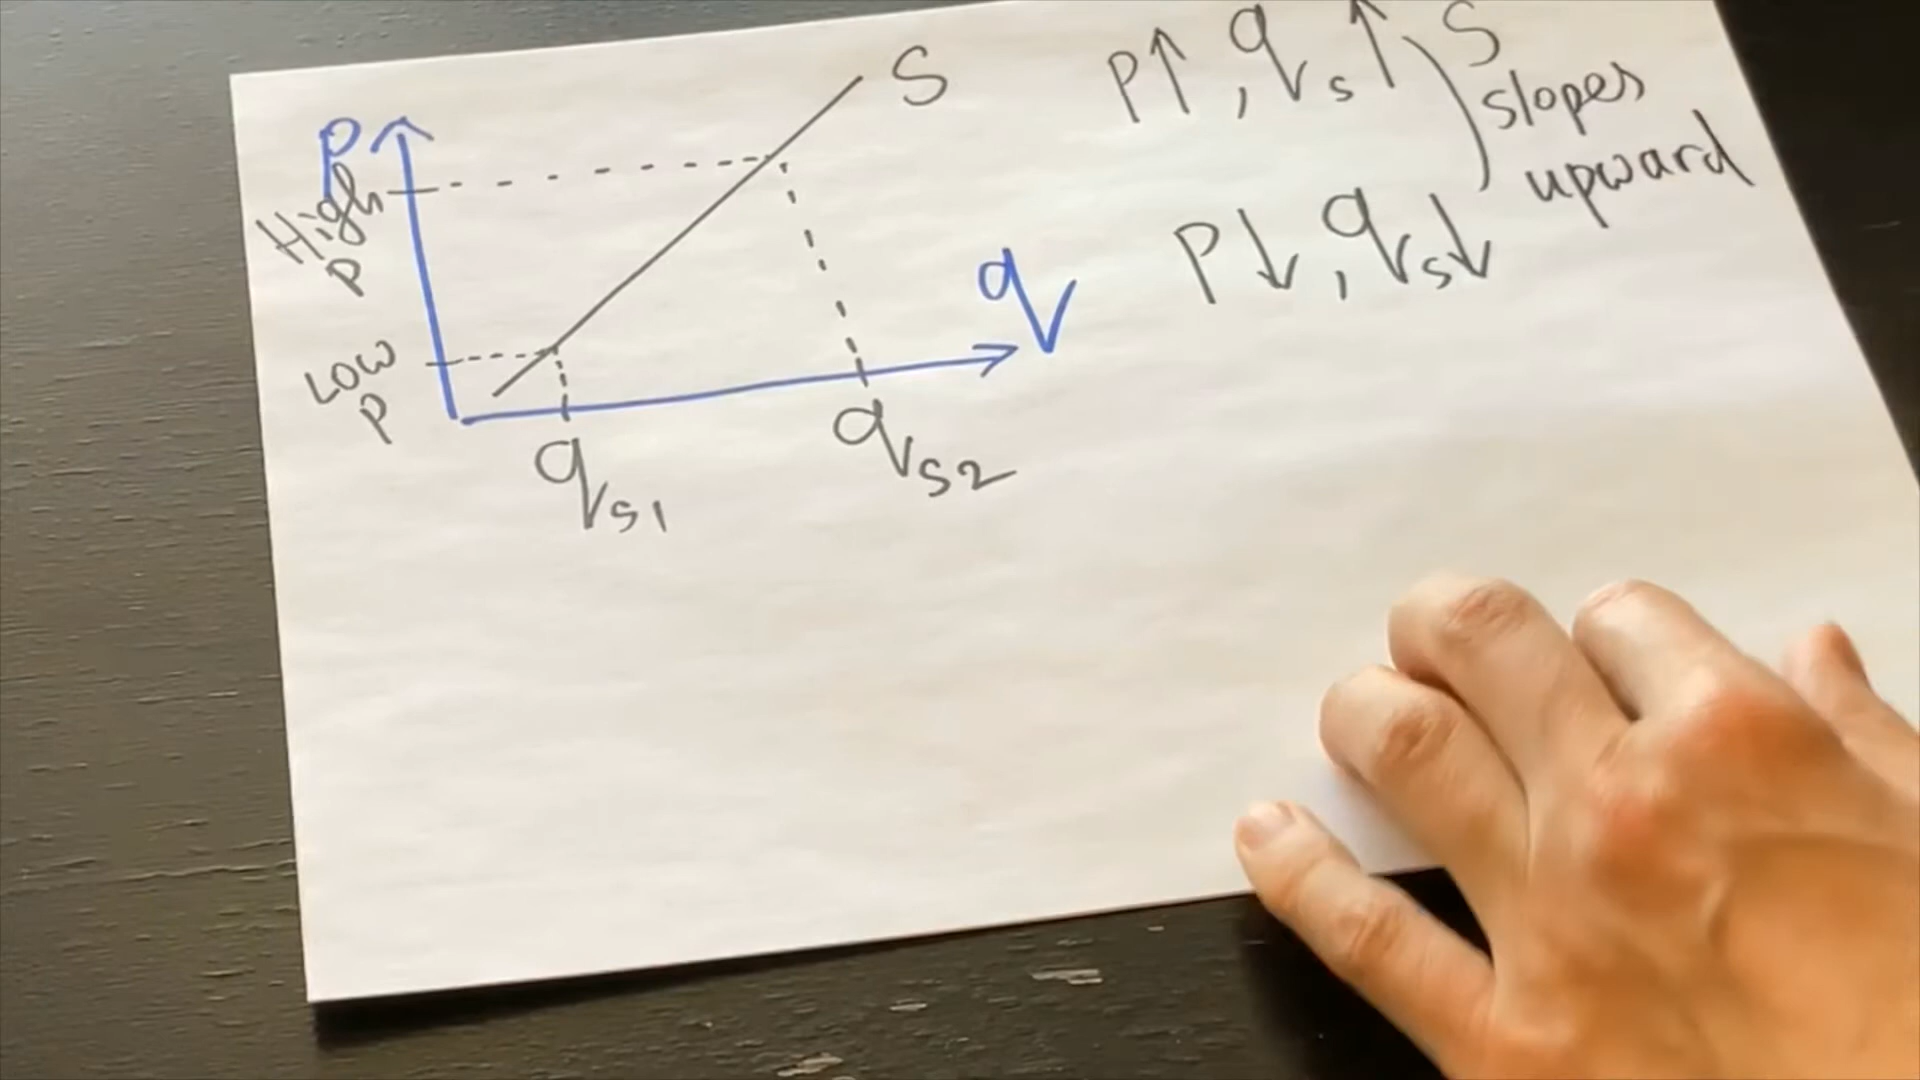 P
High
P
Low
P
S
q
qs1
qs2
P↑, qs↑
P↓, qs↓
S
slopes
upward